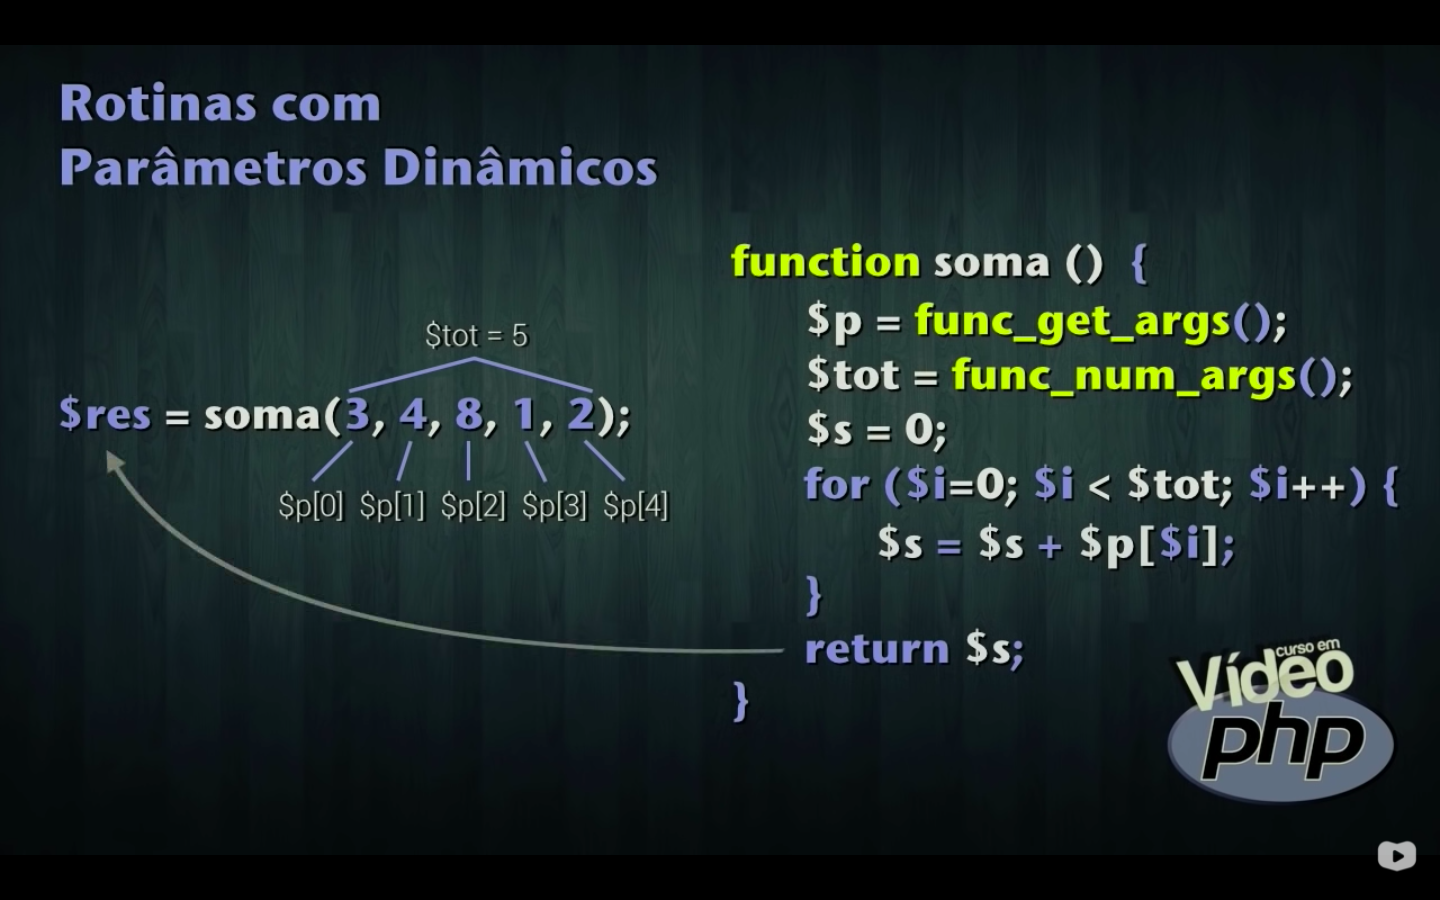 Rotinas com
Parâmetros Dinâmicos
$tot = 5
$res = soma(3, 4, 8, 1, 2);
$p[0] $p[1] $p[2] $p[3] $p[4]
function soma () {
$p = func_get_args();
$tot = func_num_args();
$s = 0;
for ($i=0; $i < $tot; $i++) {
$s = $s + $p[$i];
}
return $s;
}
curso em
Vídeo
php